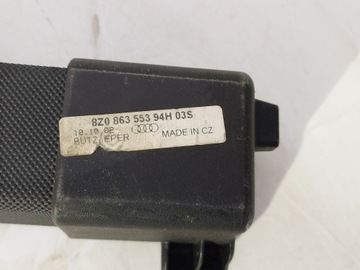 8Z0 863 553 94H 03S
10.10.02
MADE IN CZ
BUTZ EPER